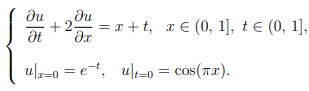 ∂u/∂t + 2 ∂u/∂x = x + t, x ∈ (0, 1], t ∈ (0, 1],
u|ₓ₌₀ = e⁻ᵗ, u|ₜ₌₀ = cos(πx).